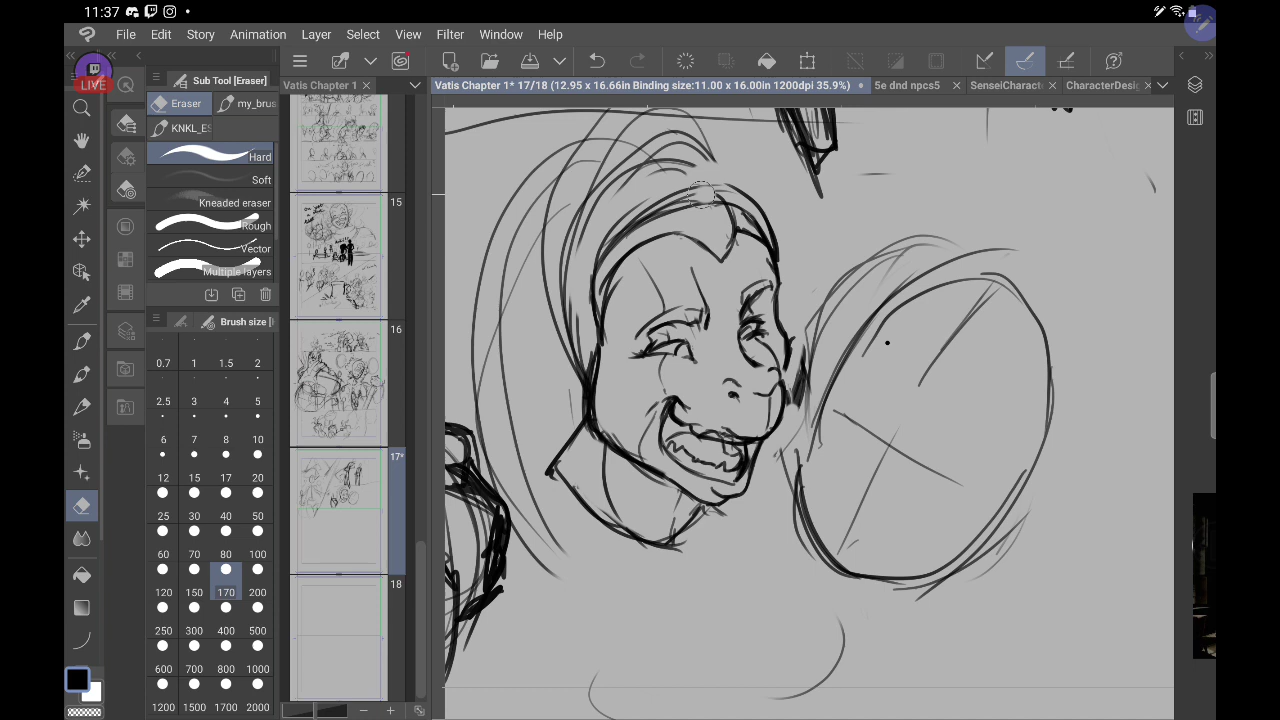 11:37
File Edit Story Animation Layer Select View Filter Window Help
LIVE
Sub Tool [Eraser]
Eraser
my_brus
KNKL_ES
Hard
Soft
Kneaded eraser
Rough
Vector
Multiple layers
Brush size [
0.7 1 1.5 2
2.5 3 4 5
6 7 8 10
12 15 17 20
25 30 40 50
60 70 80 100
120 150 170 200
250 300 400 500
600 700 800 1000
1200 1500 1700 2000
Vatis Chapter 1
15
16
17*
18
Vatis Chapter 1* 17/18 (12.95 x 16.66in Binding size:11.00 x 16.00in 1200dpi 35.9%)
5e dnd npcs5
SenselCharact
CharacterDesig